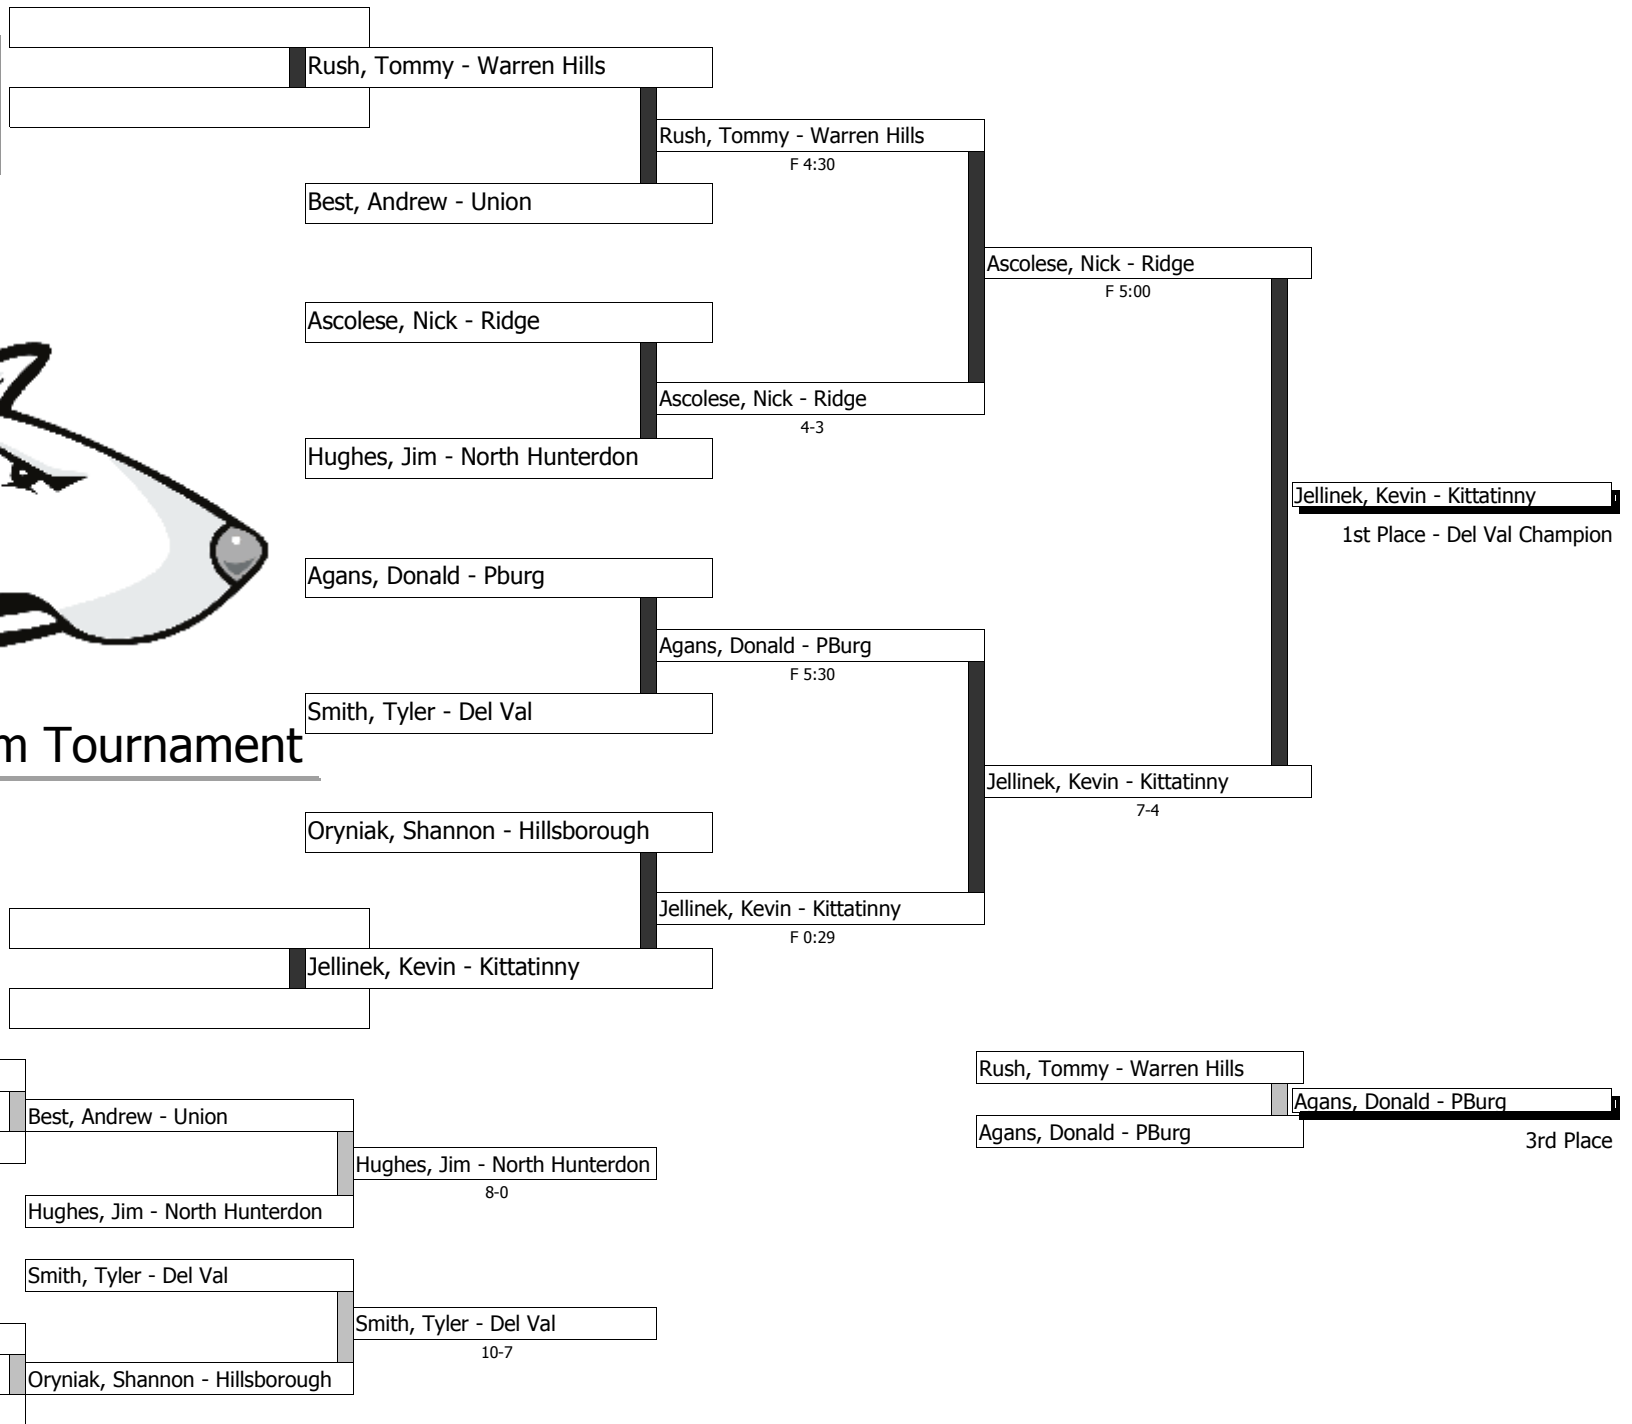 Rush, Tommy - Warren Hills
Rush, Tommy - Warren Hills
F 4:30
Best, Andrew - Union
Ascolese, Nick - Ridge
F 5:00
Ascolese, Nick - Ridge
Ascolese, Nick - Ridge
4-3
Hughes, Jim - North Hunterdon
Jellinek, Kevin - Kittatinny
1st Place - Del Val Champion
Agans, Donald - Pburg
Agans, Donald - PBurg
F 5:30
Smith, Tyler - Del Val
m Tournament
Jellinek, Kevin - Kittatinny
7-4
Oryniak, Shannon - Hillsborough
Jellinek, Kevin - Kittatinny
F 0:29
Jellinek, Kevin - Kittatinny
Rush, Tommy - Warren Hills
Agans, Donald - PBurg
Agans, Donald - PBurg
3rd Place
Best, Andrew - Union
Hughes, Jim - North Hunterdon
8-0
Hughes, Jim - North Hunterdon
Smith, Tyler - Del Val
Smith, Tyler - Del Val
10-7
Oryniak, Shannon - Hillsborough